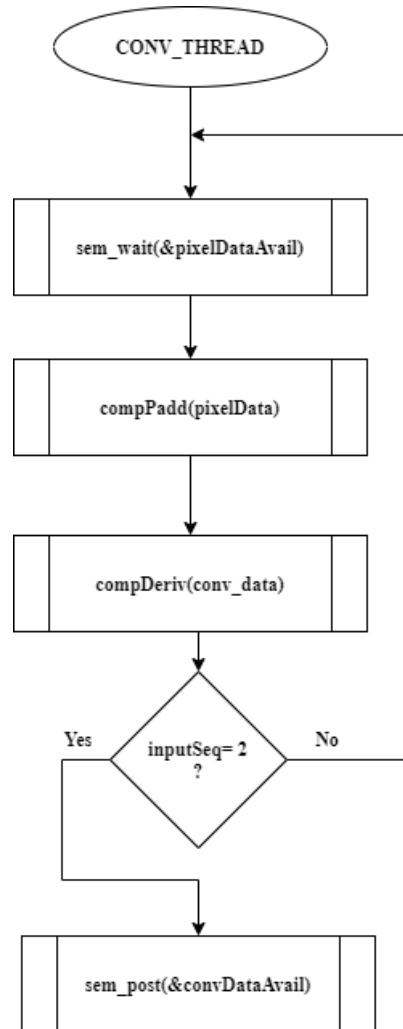 CONV_THREAD
sem_wait(&pixelDataAvail)
compPadd(pixelData)
compDeriv(conv_data)
Yes
inputSeq= 2
?
No
sem_post(&convDataAvail)